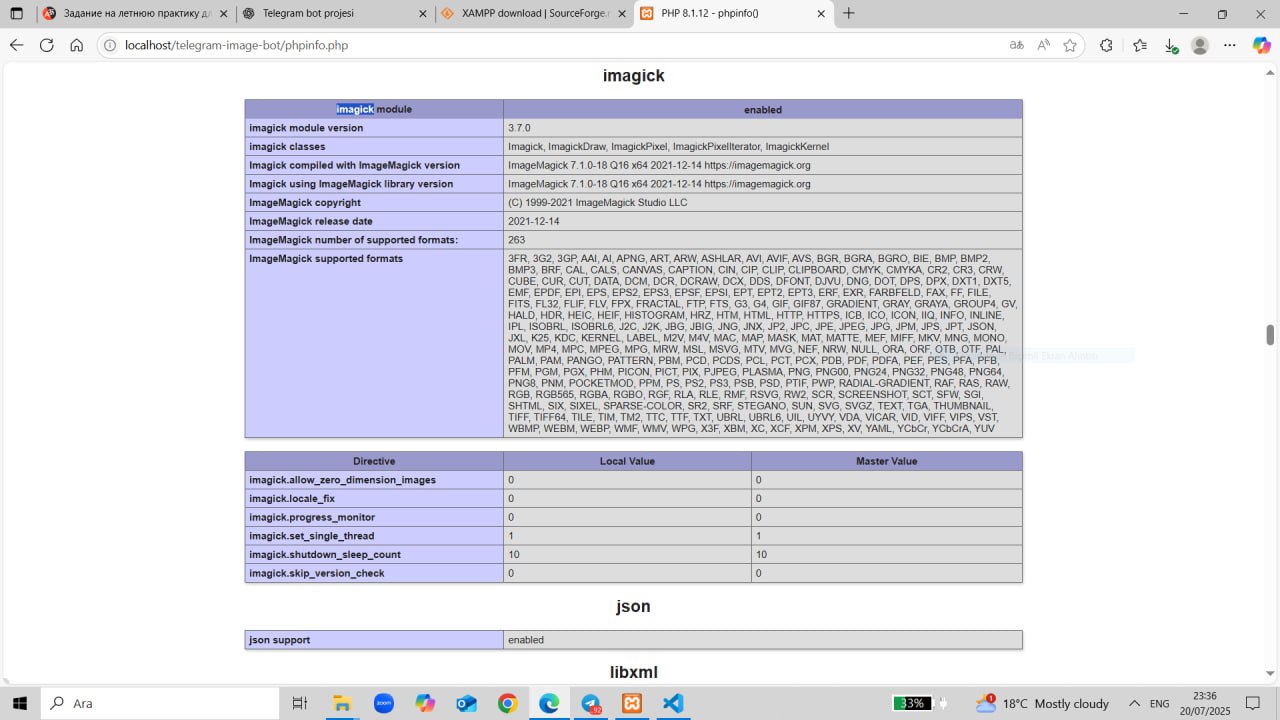 Задание на летнюю практику дл
Telegram bot projesi
XAMPP download | SourceForge.n
PHP 8.1.12 - phpinfo()
localhost/telegram-image-bot/phpinfo.php
imagick
imagick module enabled
imagick module version 3.7.0
imagick classes Imagick, ImagickDraw, ImagickPixel, ImagickPixelIterator, ImagickKernel
Imagick compiled with ImageMagick version ImageMagick 7.1.0-18 Q16 x64 2021-12-14 https://imagemagick.org
Imagick using ImageMagick library version ImageMagick 7.1.0-18 Q16 x64 2021-12-14 https://imagemagick.org
ImageMagick copyright (C) 1999-2021 ImageMagick Studio LLC
ImageMagick release date 2021-12-14
ImageMagick number of supported formats: 263
ImageMagick supported formats 3FR, 3G2, 3GP, AAI, AI, APNG, ART, ARW, ASHLAR, AVI, AVIF, AVS, BGR, BGRA, BGRO, BIE, BMP, BMP2,
BMP3, BRF, CAL, CALS, CANVAS, CAPTION, CIN, CIP, CLIP, CLIPBOARD, CMYK, CMYKA, CR2, CR3, CRW,
CUBE, CUR, CUT, DATA, DCM, DCR, DCRAW, DCX, DDS, DFONT, DJVU, DNG, DOT, DPS, DPX, DXT1, DXT5,
EMF, EPDF, EPI, EPS, EPS2, EPS3, EPSF, EPSI, EPT, EPT2, EPT3, ERF, EXR, FARBFELD, FAX, FF, FILE,
FITS, FL32, FLIF, FLV, FPX, FRACTAL, FTP, FTS, G3, G4, GIF, GIF87, GRADIENT, GRAY, GRAYA, GROUP4, GV,
HALD, HDR, HEIC, HEIF, HISTOGRAM, HRZ, HTM, HTML, HTTP, HTTPS, ICB, ICO, ICON, IIQ, INFO, INLINE,
IPL, ISOBRL, ISOBRL6, J2C, J2K, JBG, JBIG, JNG, JNX, JP2, JPC, JPE, JPEG, JPG, JPM, JPS, JPT, JSON,
JXL, K25, KDC, KERNEL, LABEL, M2V, M4V, MAC, MAP, MASK, MAT, MATTE, MEF, MIFF, MKV, MNG, MONO,
MOV, MP4, MPC, MPEG, MPG, MRW, MSL, MSVG, MTV, MVG, NEF, NRW, NULL, ORA, ORF, OTB, OTF, PAL,
PALM, PAM, PANGO, PATTERN, PBM, PCD, PCDS, PCL, PCT, PCX, PDB, PDF, PDFA, PEF, PES, PFA, PFB,
PFM, PGM, PGX, PHM, PICON, PICT, PIX, PJPEG, PLASMA, PNG, PNG00, PNG24, PNG32, PNG48, PNG64,
PNG8, PNM, POCKETMOD, PPM, PS, PS2, PS3, PSB, PSD, PTIF, PWP, RADIAL-GRADIENT, RAF, RAS, RAW,
RGB, RGB565, RGBA, RGBO, RGF, RLA, RLE, RMF, RSVG, RW2, SCR, SCREENSHOT, SCT, SFW, SGI,
SHTML, SIX, SIXEL, SPARSE-COLOR, SR2, SRF, STEGANO, SUN, SVG, SVGZ, TEXT, TGA, THUMBNAIL,
TIFF, TIFF64, TILE, TIM, TM2, TTC, TTF, TXT, UBRL, UBRL6, UIL, UYVY, VDA, VICAR, VID, VIFF, VIPS, VST,
WBMP, WEBM, WEBP, WMF, WMV, WPG, X3F, XBM, XC, XCF, XPM, XPS, XV, YAML, YCbCr, YCbCrA, YUV
Directive Local Value Master Value
imagick.allow_zero_dimension_images 0 0
imagick.locale_fix 0 0
imagick.progress_monitor 0 0
imagick.set_single_thread 1 1
imagick.shutdown_sleep_count 10 10
imagick.skip_version_check 0 0
json
json support enabled
libxml
Ara
zoom
92
33%
1
18°C Mostly cloudy
ENG
23:36
20/07/2025